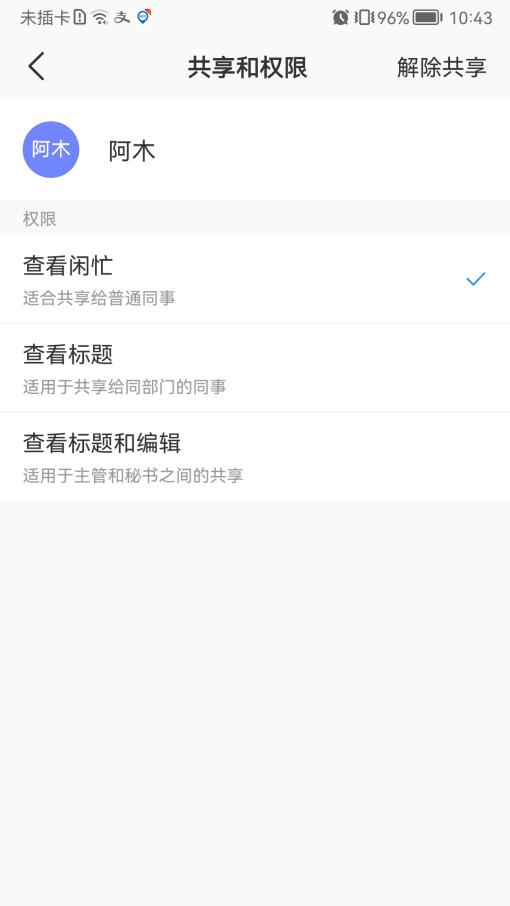 未插卡 96% 10:43
共享和权限 解除共享
阿木 阿木
权限
查看闲忙
适合共享给普通同事
查看标题
适用于共享给同部门的同事
查看标题和编辑
适用于主管和秘书之间的共享